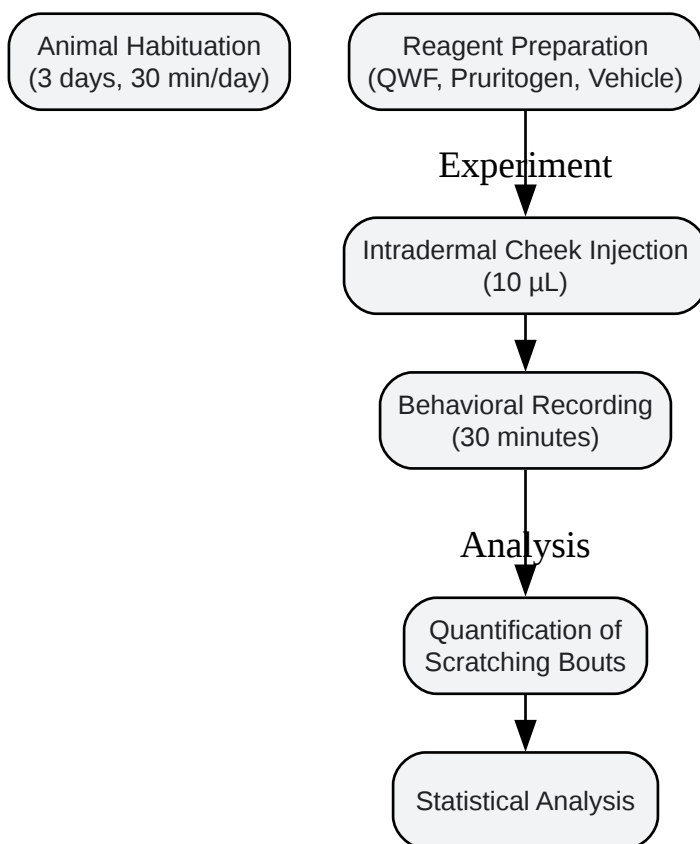 Animal Habituation
(3 days, 30 min/day)
Reagent Preparation
(QWF, Pruritogen, Vehicle)
Experiment
Intradermal Cheek Injection
(10 µL)
Behavioral Recording
(30 minutes)
Analysis
Quantification of
Scratching Bouts
Statistical Analysis